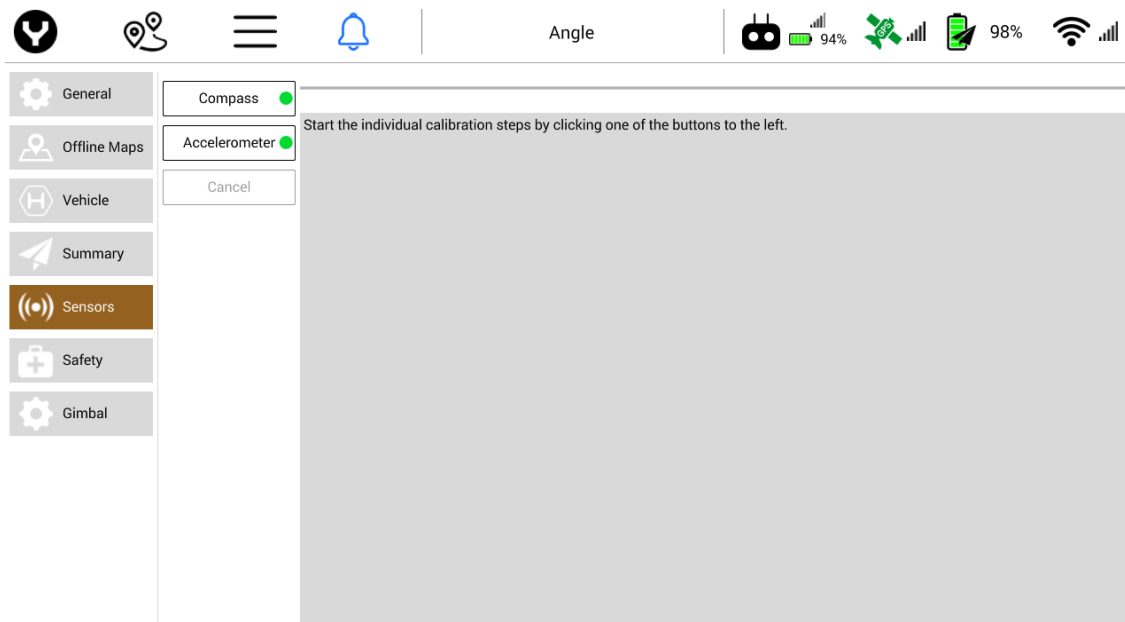 Angle
94%
GPS
98%
General
Offline Maps
Vehicle
Summary
Sensors
Safety
Gimbal
Compass
Accelerometer
Cancel
Start the individual calibration steps by clicking one of the buttons to the left.